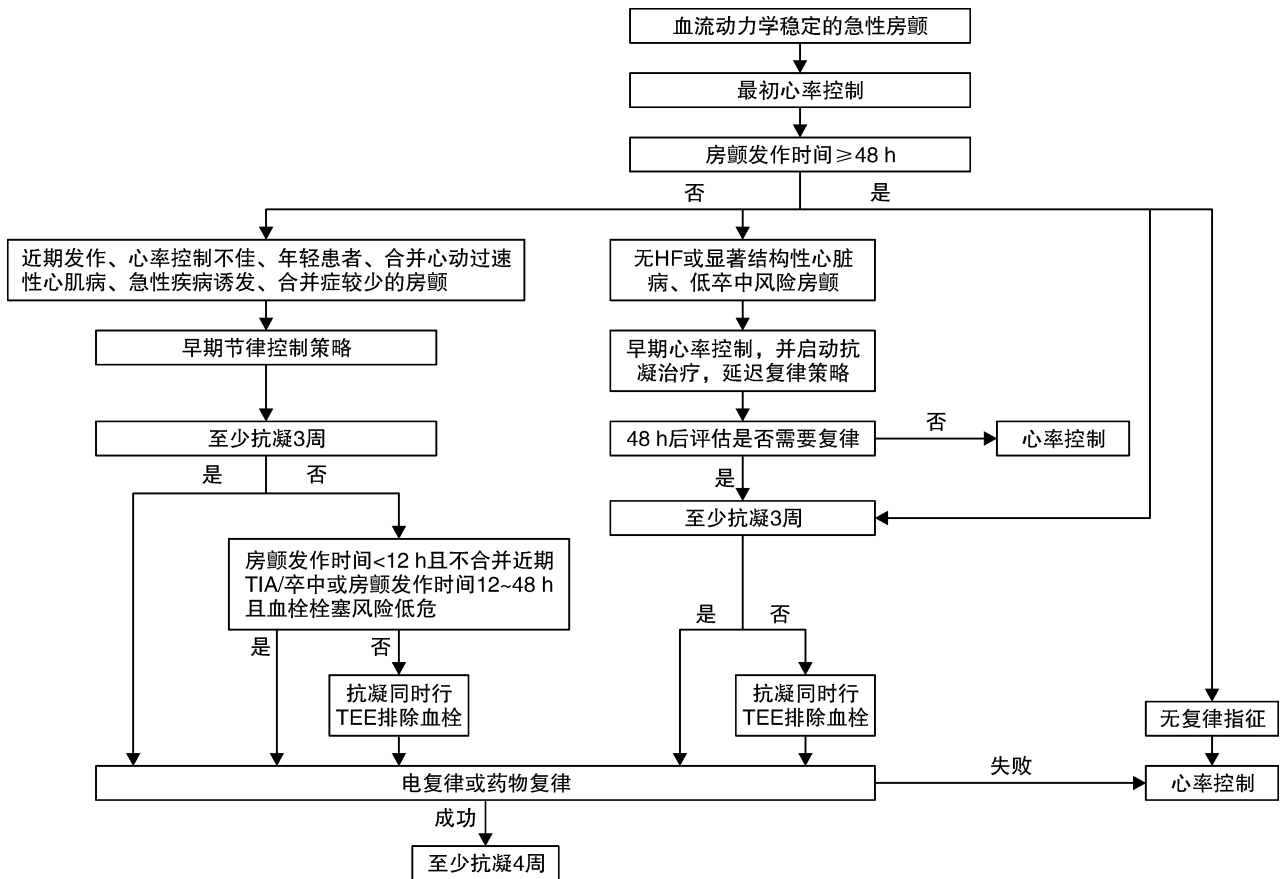 血流动力学稳定的急性房颤
最初心率控制
房颤发作时间≥48 h
否
是
近期发作、心率控制不佳、年轻患者、合并心动过速
性心肌病、急性疾病诱发、合并症较少的房颤
无HF或显著结构性心脏
病、低卒中风险房颤
早期节律控制策略
早期心率控制，并启动抗
凝治疗，延迟复律策略
至少抗凝3周
48 h后评估是否需要复律
否
心率控制
是
否
是
至少抗凝3周
房颤发作时间<12 h且不合并近期
TIA/卒中或房颤发作时间12~48 h
且血栓栓塞风险低危
是
否
是
否
抗凝同时行
TEE排除血栓
抗凝同时行
TEE排除血栓
无复律指征
电复律或药物复律
失败
心率控制
成功
至少抗凝4周